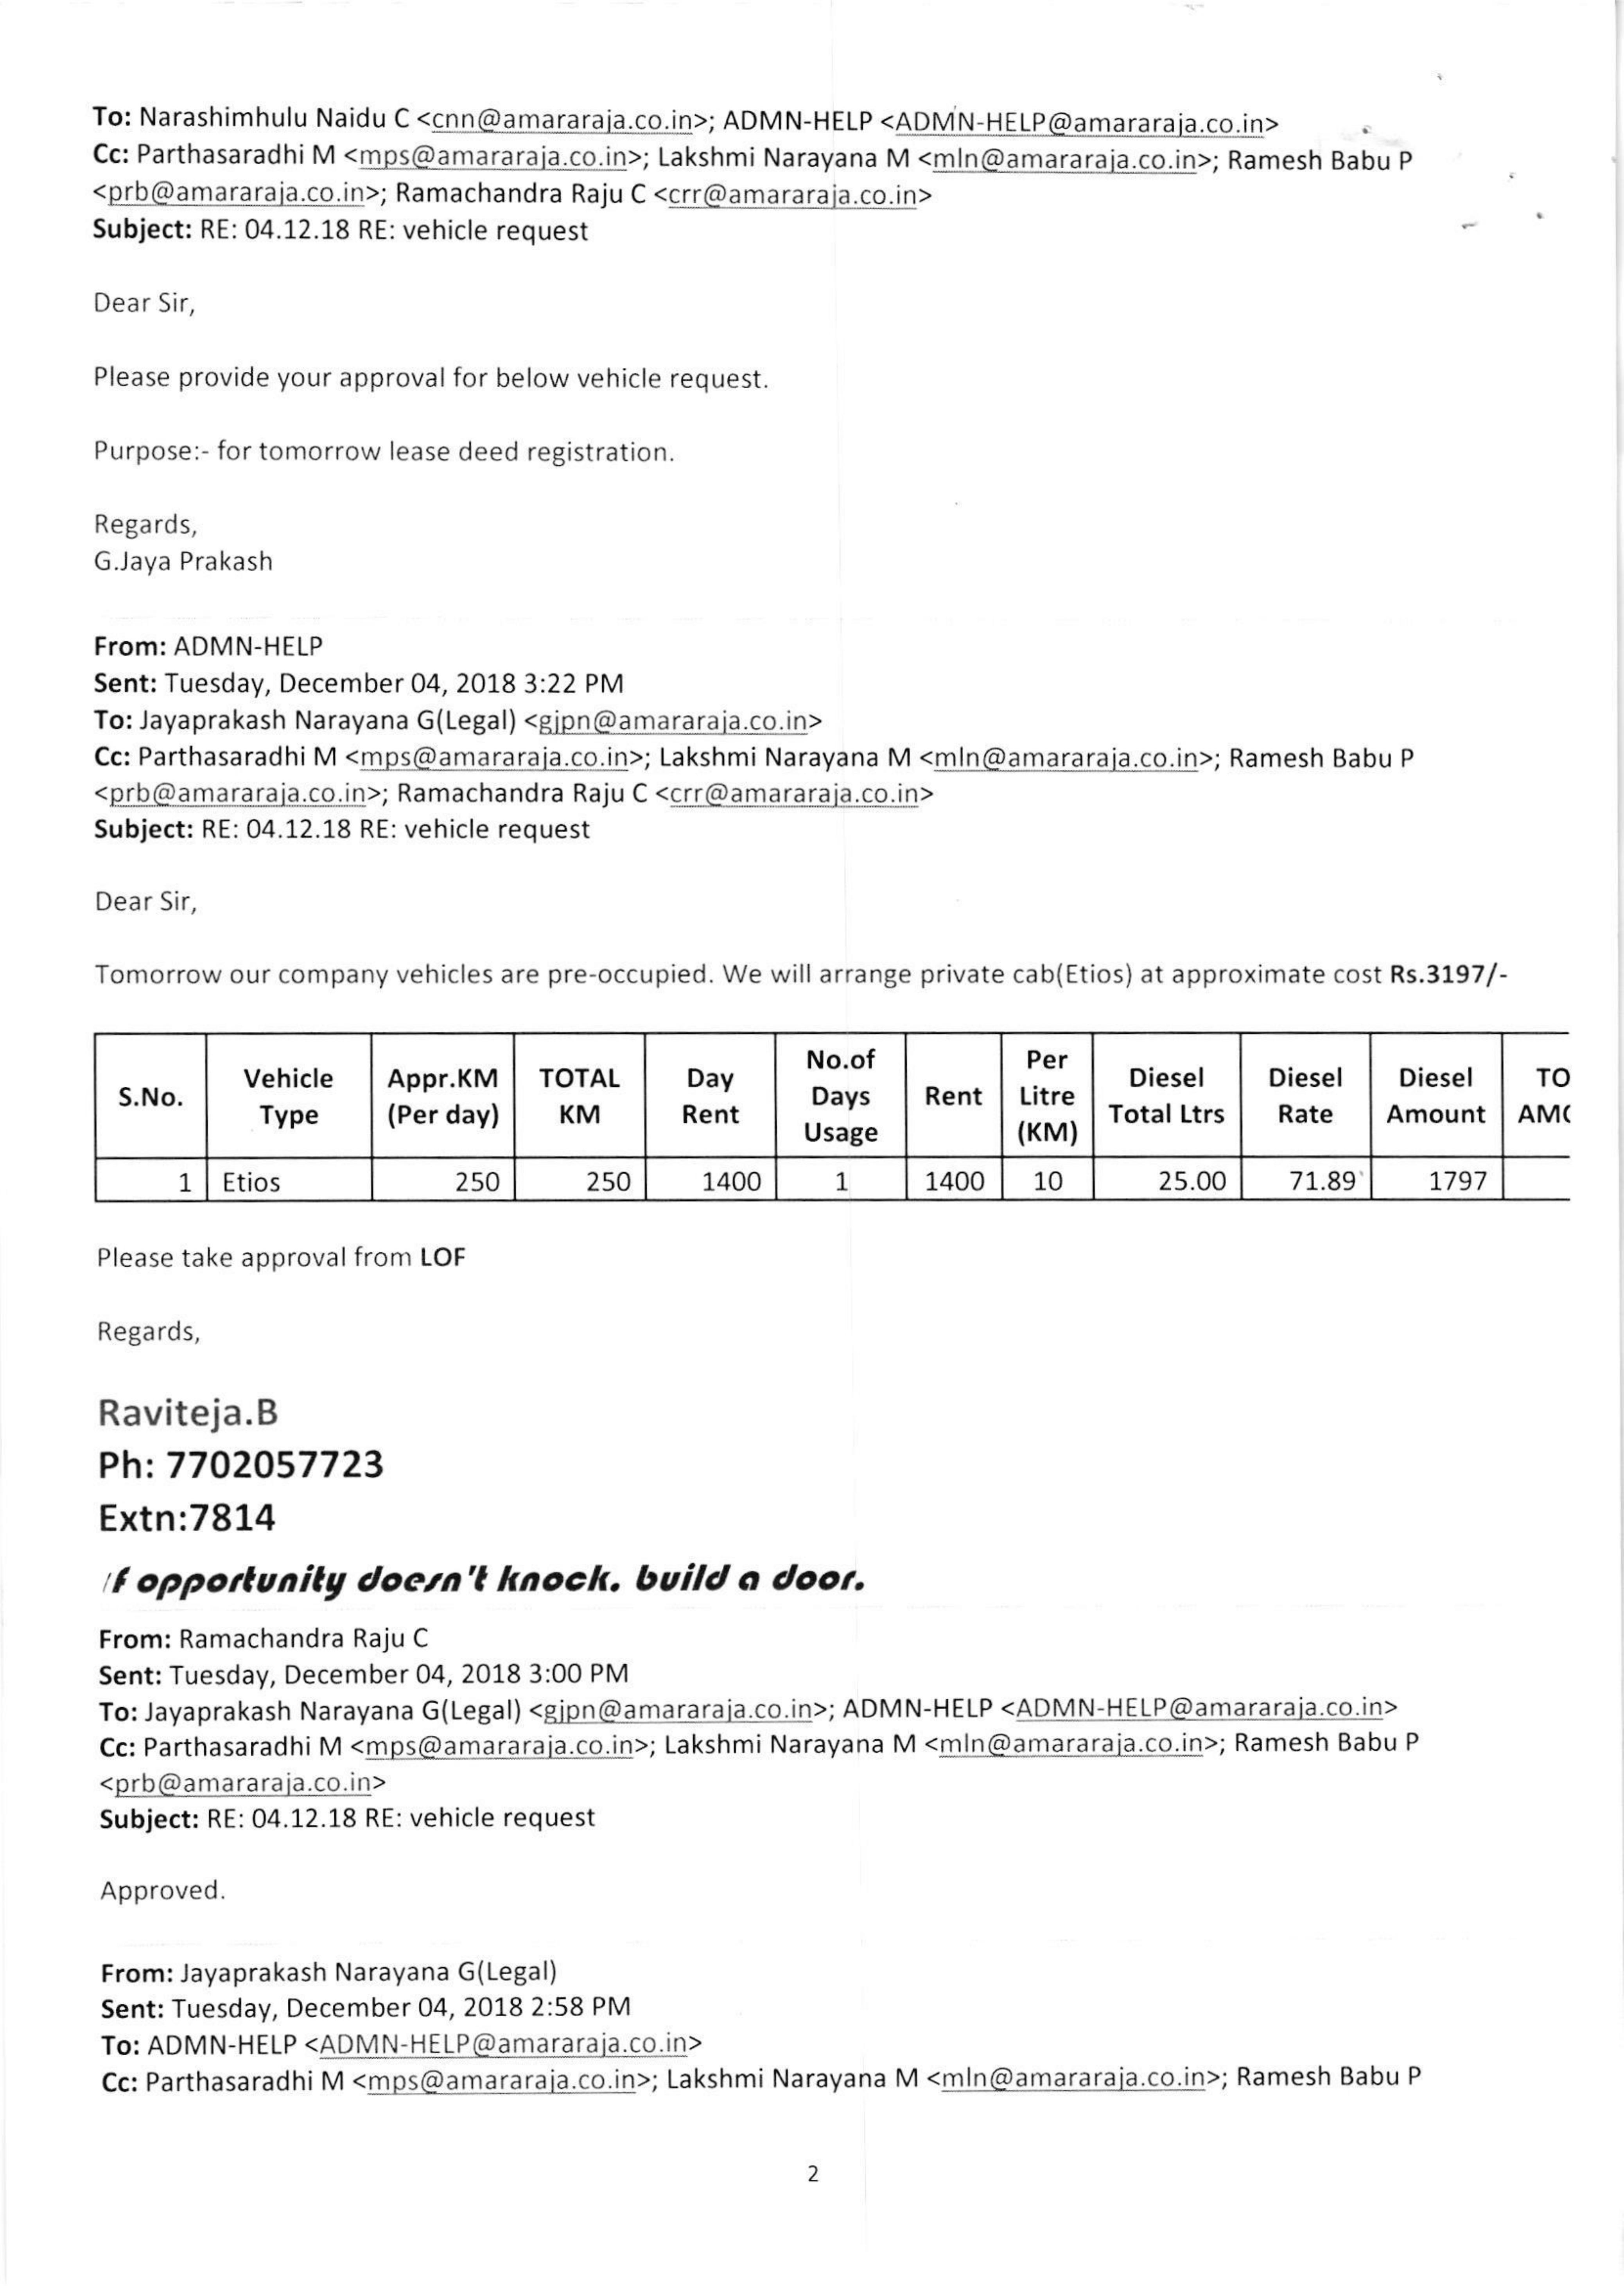 To: Narashimhulu Naidu C <cnn@amararaja.co.in>; ADMN-HELP <ADMN-HELP@amararaja.co.in>
Cc: Parthasaradhi M <mps@amararaja.co.in>; Lakshmi Narayana M <mln@amararaja.co.in>; Ramesh Babu P
<prb@amararaja.co.in>; Ramachandra Raju C <crr@amararaja.co.in>
Subject: RE: 04.12.18 RE: vehicle request
Dear Sir,
Please provide your approval for below vehicle request.
Purpose:- for tomorrow lease deed registration.
Regards,
G.Jaya Prakash
From: ADMN-HELP
Sent: Tuesday, December 04, 2018 3:22 PM
To: Jayaprakash Narayana G(Legal) <gjpn@amararaja.co.in>
Cc: Parthasaradhi M <mps@amararaja.co.in>; Lakshmi Narayana M <mln@amararaja.co.in>; Ramesh Babu P
<prb@amararaja.co.in>; Ramachandra Raju C <crr@amararaja.co.in>
Subject: RE: 04.12.18 RE: vehicle request
Dear Sir,
Tomorrow our company vehicles are pre-occupied. We will arrange private cab(Etios) at approximate cost Rs.3197/-
S.No. Vehicle Type Appr.KM (Per day) TOTAL KM Day Rent No.of Days Usage Rent Per Litre (KM) Diesel Total Ltrs Diesel Rate Diesel Amount TO AM(
1 Etios 250 250 1400 1 1400 10 25.00 71.89 1797
Please take approval from LOF
Regards,
Raviteja.B
Ph: 7702057723
Extn:7814
if opportunity doesn't knock. build a door.
From: Ramachandra Raju C
Sent: Tuesday, December 04, 2018 3:00 PM
To: Jayaprakash Narayana G(Legal) <gjpn@amararaja.co.in>; ADMN-HELP <ADMN-HELP@amararaja.co.in>
Cc: Parthasaradhi M <mps@amararaja.co.in>; Lakshmi Narayana M <mln@amararaja.co.in>; Ramesh Babu P
<prb@amararaja.co.in>
Subject: RE: 04.12.18 RE: vehicle request
Approved.
From: Jayaprakash Narayana G(Legal)
Sent: Tuesday, December 04, 2018 2:58 PM
To: ADMN-HELP <ADMN-HELP@amararaja.co.in>
Cc: Parthasaradhi M <mps@amararaja.co.in>; Lakshmi Narayana M <mln@amararaja.co.in>; Ramesh Babu P
2